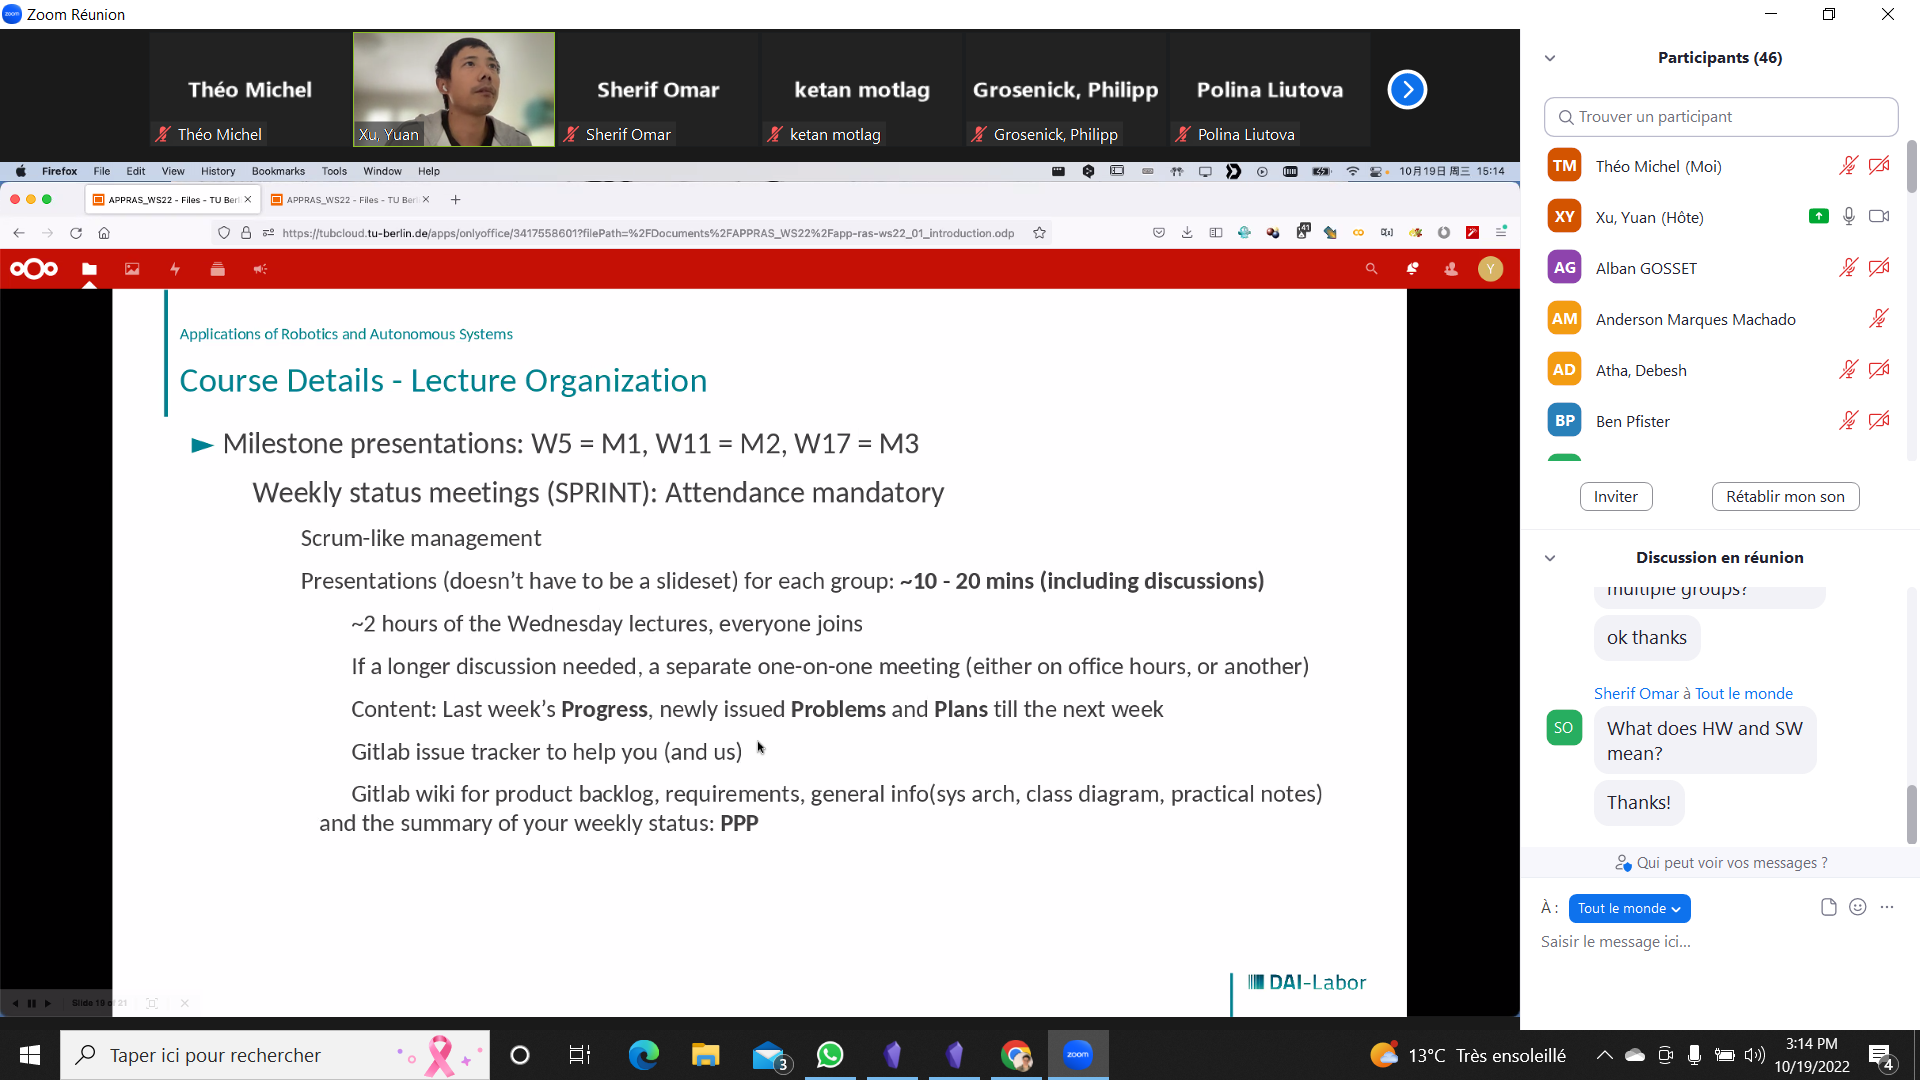 Zoom Réunion
Théo Michel
Sherif Omar
ketan motlag
Grosenick, Philipp
Polina Liutova
Théo Michel
Xu, Yuan
Sherif Omar
ketan motlag
Grosenick, Philipp
Polina Liutova
Firefox File Edit View History Bookmarks Tools Window Help
10月19日 周三 15:14
APPRAS_WS22 - Files - TU Berl
APPRAS_WS22 - Files - TU Berl
https://tubcloud.tu-berlin.de/apps/onlyoffice/3417558601?filePath=%2FDocuments%2FAPPRAS_WS22%2Fapp-ras-ws22_01_introduction.odp
Y
Applications of Robotics and Autonomous Systems
Course Details - Lecture Organization
► Milestone presentations: W5 = M1, W11 = M2, W17 = M3
Weekly status meetings (SPRINT): Attendance mandatory
Scrum-like management
Presentations (doesn't have to be a slideset) for each group: ~10 - 20 mins (including discussions)
~2 hours of the Wednesday lectures, everyone joins
If a longer discussion needed, a separate one-on-one meeting (either on office hours, or another)
Content: Last week's Progress, newly issued Problems and Plans till the next week
Gitlab issue tracker to help you (and us)
Gitlab wiki for product backlog, requirements, general info(sys arch, class diagram, practical notes)
and the summary of your weekly status: PPP
DAI-Labor
Slide 19 of 21
Participants (46)
Trouver un participant
TM Théo Michel (Moi)
XY Xu, Yuan (Hôte)
AG Alban GOSSET
AM Anderson Marques Machado
AD Atha, Debesh
BP Ben Pfister
Inviter
Rétablir mon son
Discussion en réunion
multiple groups?
ok thanks
Sherif Omar à Tout le monde
SO
What does HW and SW
mean?
Thanks!
Qui peut voir vos messages ?
À : Tout le monde
Saisir le message ici...
Taper ici pour rechercher
3
zoom
13°C Très ensoleillé
3:14 PM
10/19/2022
4